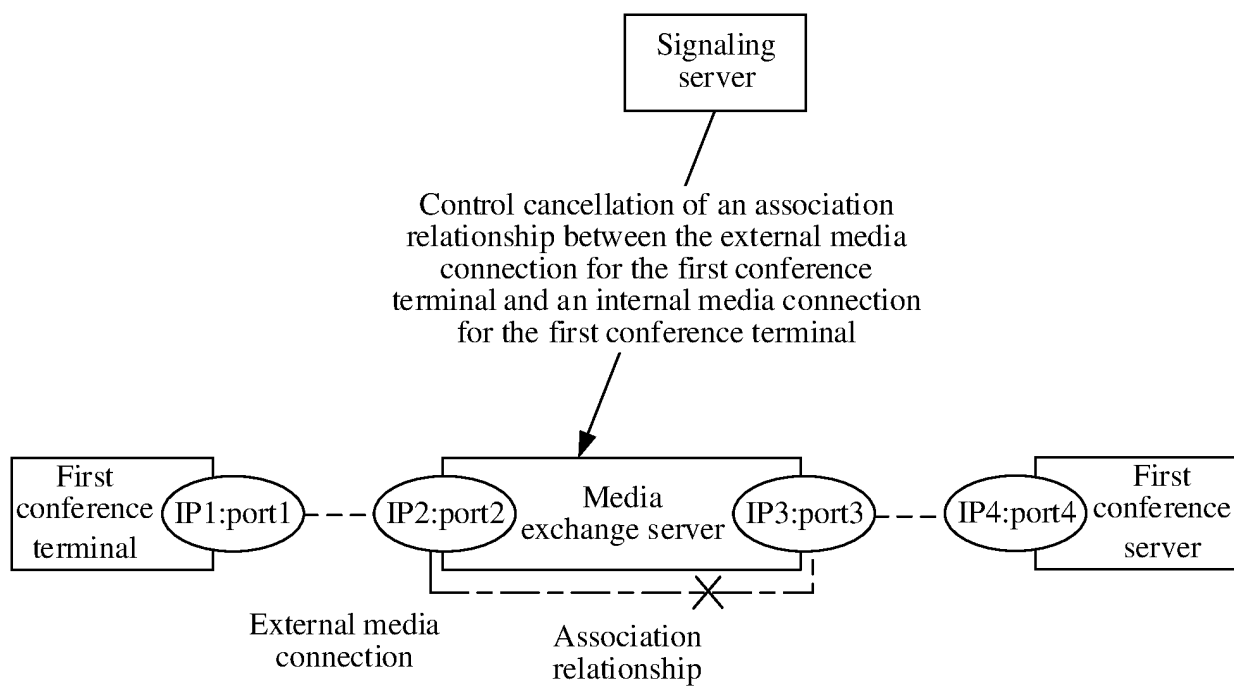 Signaling
server
Control cancellation of an association
relationship between the external media
connection for the first conference
terminal and an internal media connection
for the first conference terminal
First
conference
terminal
IP1:port1
IP2:port2
Media
exchange server
IP3:port3
IP4:port4
First
conference
server
External media
connection
Association
relationship